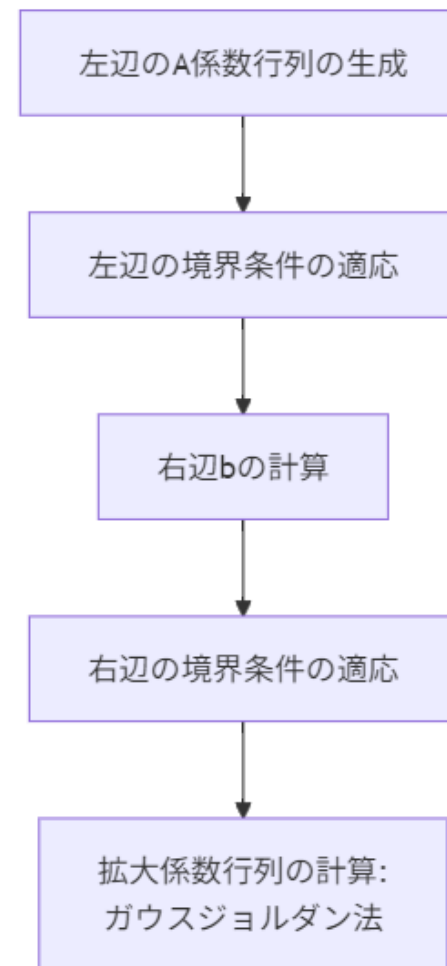 左辺のA係数行列の生成
左辺の境界条件の適応
右辺bの計算
右辺の境界条件の適応
拡大係数行列の計算:
ガウスジョルダン法